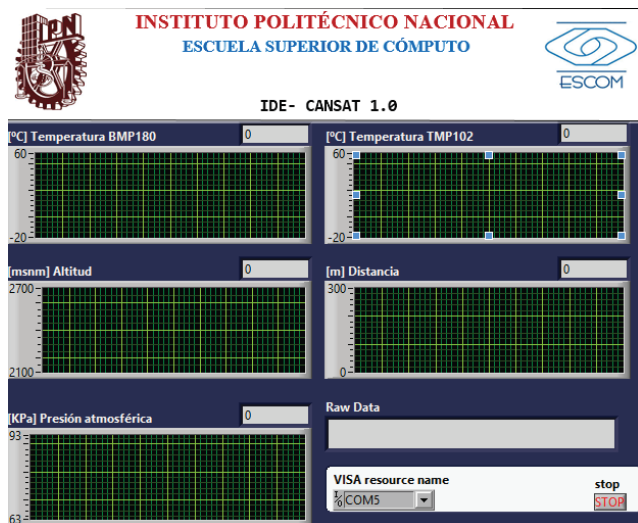 IPN
INSTITUTO POLITÉCNICO NACIONAL
ESCUELA SUPERIOR DE CÓMPUTO
ESCOM
IDE- CANSAT 1.0
[ºC] Temperatura BMP180 0
60
-20
[ºC] Temperatura TMP102 0
60
-20
[msnm] Altitud 0
2700
2100
[m] Distancia 0
300
0
[KPa] Presión atmosférica 0
93
63
Raw Data
VISA resource name
I/O COM5
stop
STOP